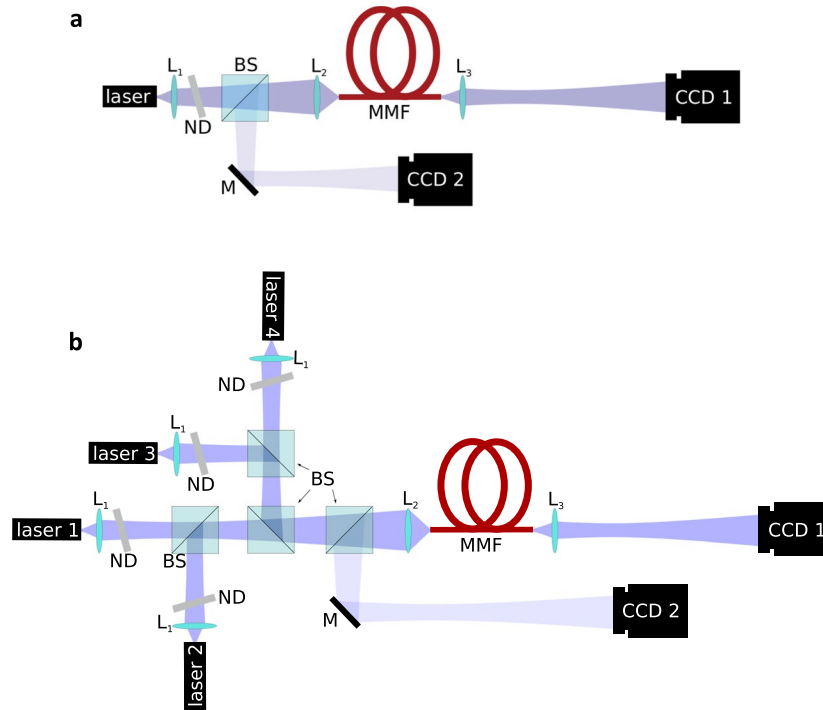 a
L₁
BS
L₂
L₃
laser
ND
MMF
CCD 1
M
CCD 2
b
laser 4
L₁
ND
L₁
laser 3
ND
BS
L₁
L₂
L₃
laser 1
ND
BS
MMF
CCD 1
ND
L₁
M
CCD 2
laser 2